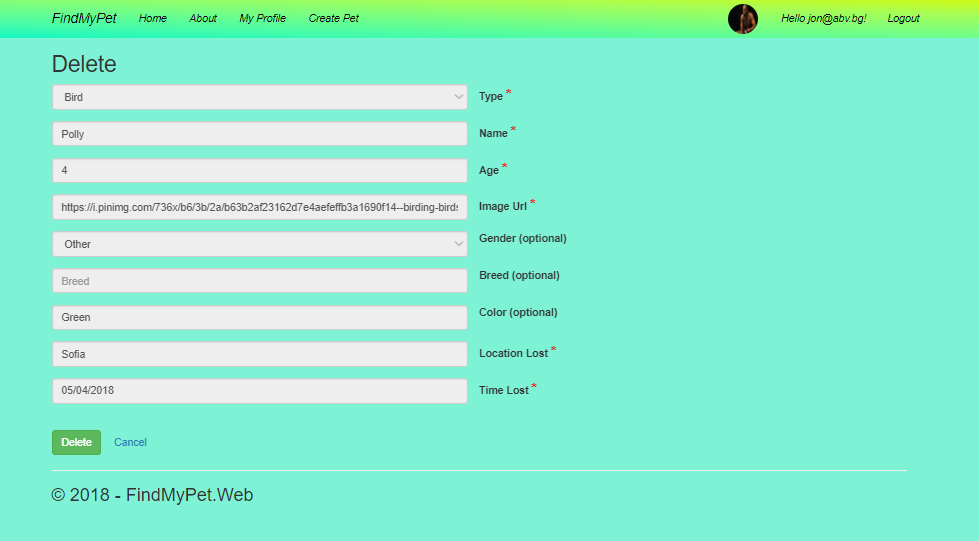 FindMyPet Home About My Profile Create Pet Hello jon@abv.bg! Logout
Delete
Bird Type *
Polly Name *
4 Age *
https://i.pinimg.com/736x/b6/3b/2a/b63b2af23162d7e4aefeffb3a1690f14--birding-birds Image Url *
Other Gender (optional)
Breed Breed (optional)
Green Color (optional)
Sofia Location Lost *
05/04/2018 Time Lost *
Delete Cancel
© 2018 - FindMyPet.Web